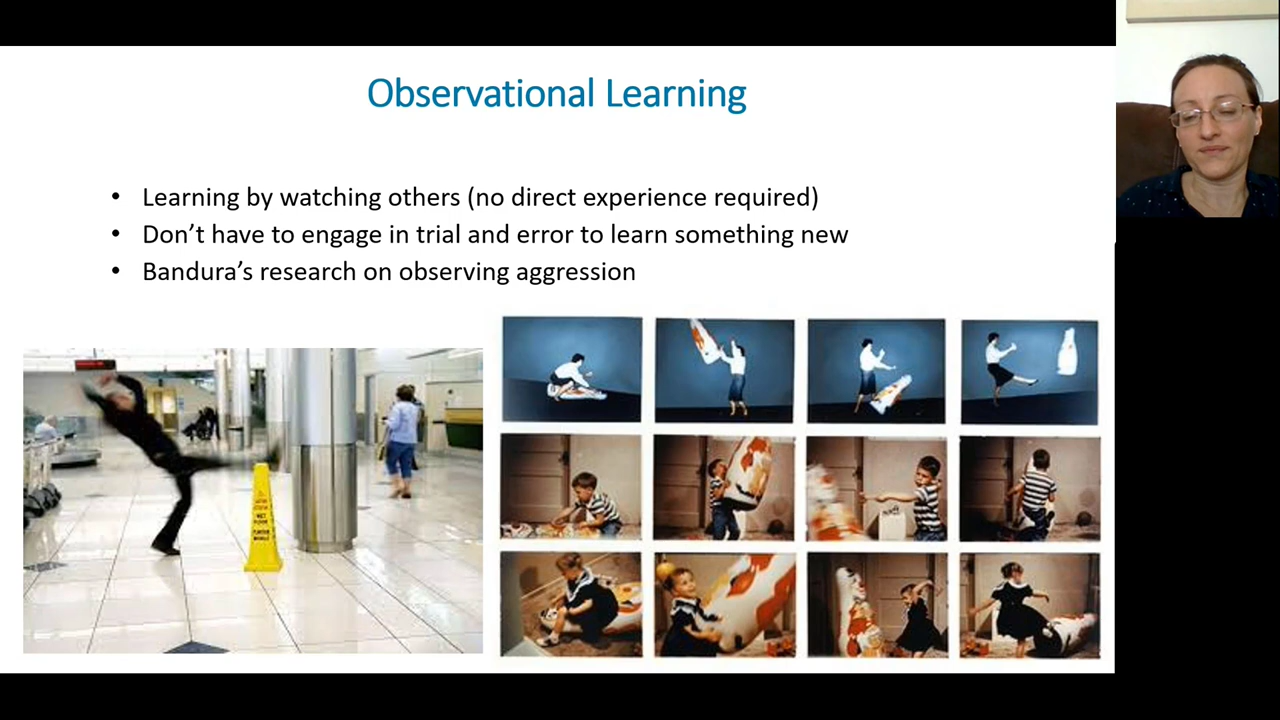 Observational Learning
• Learning by watching others (no direct experience required)
• Don’t have to engage in trial and error to learn something new
• Bandura’s research on observing aggression